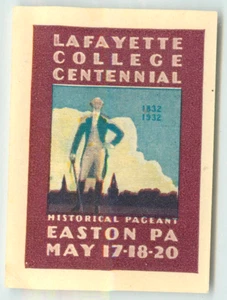 LAFAYETTE
COLLEGE
CENTENNIAL
1832
1932
HISTORICAL PAGEANT
EASTON PA
MAY 17-18-20